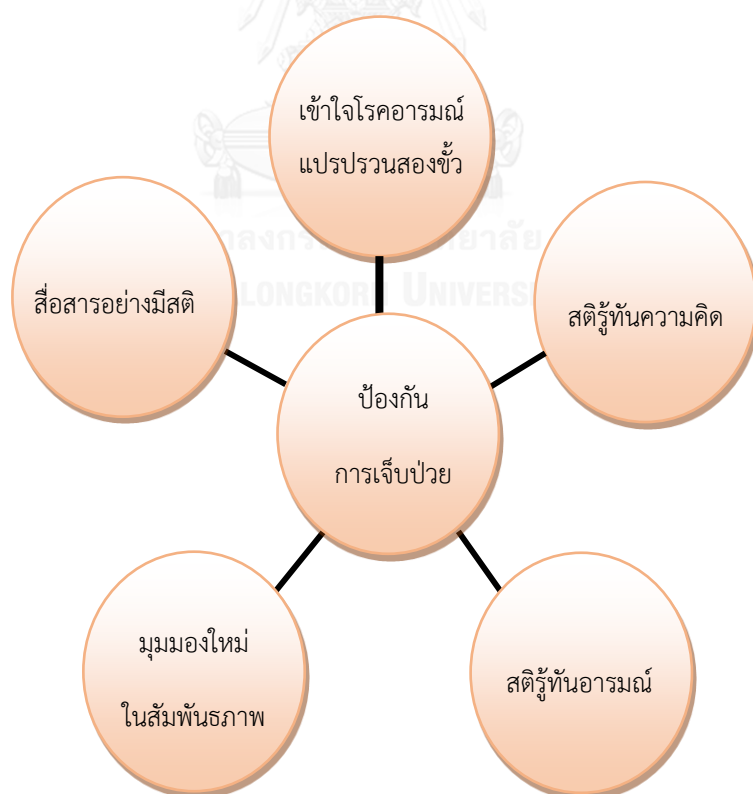 เข้าใจโรคอารมณ์
แปรปรวนสองขั้ว
สติรู้ทันความคิด
สติรู้ทันอารมณ์
มุมมองใหม่
ในสัมพันธภาพ
สื่อสารอย่างมีสติ
ป้องกัน
การเจ็บป่วย